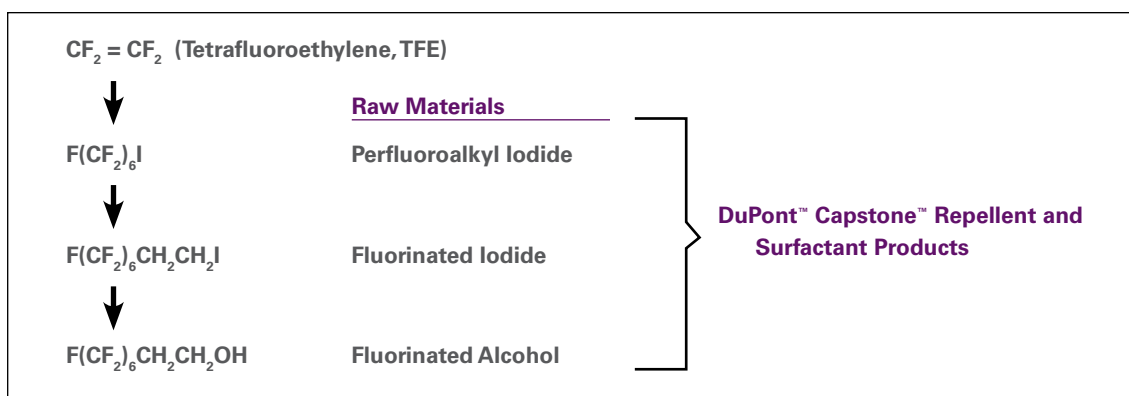 CF₂ = CF₂ (Tetrafluoroethylene, TFE)
Raw Materials
F(CF₂)₆I Perfluoroalkyl Iodide
DuPont™ Capstone™ Repellent and
Surfactant Products
F(CF₂)₆CH₂CH₂I Fluorinated Iodide
F(CF₂)₆CH₂CH₂OH Fluorinated Alcohol